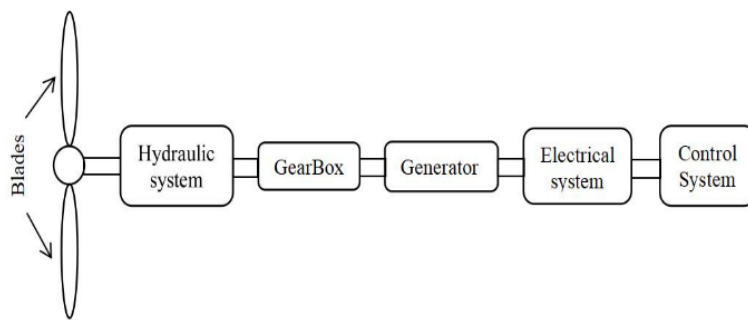 Blades
Hydraulic
system
GearBox
Generator
Electrical
system
Control
System